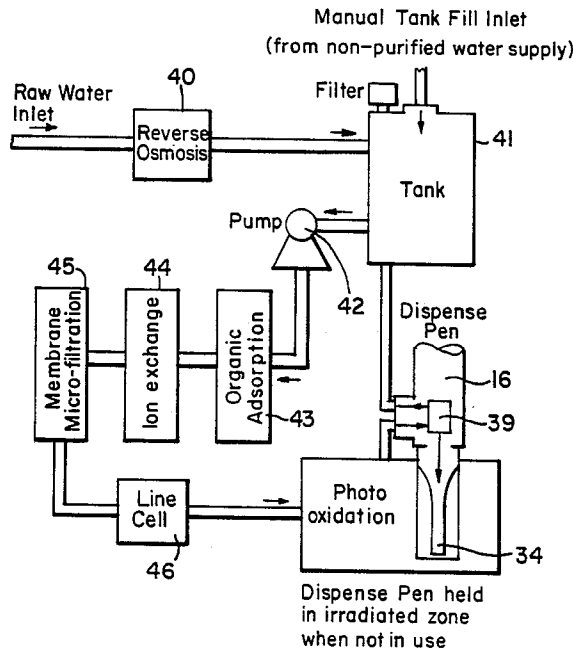 Manual Tank Fill Inlet
(from non-purified water supply)
Raw Water
Inlet
40
Reverse
Osmosis
Filter
41
Tank
Pump
42
45
Membrane
Micro-filtration
44
Ion exchange
Organic
Adsorption
43
Dispense
Pen
16
39
Line
Cell
46
Photo
oxidation
34
Dispense Pen held
in irradiated zone
when not in use